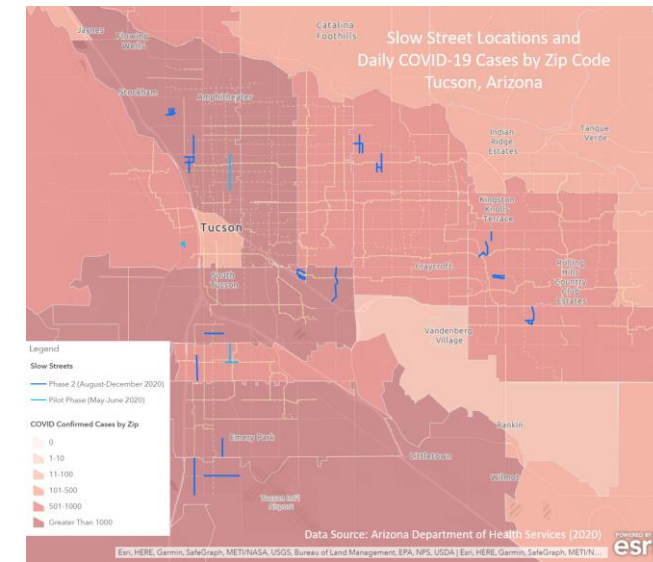 Slow Street Locations and
Daily COVID-19 Cases by Zip Code
Tucson, Arizona
Catalina
Foothills
Jaynes
Flowing
Wells
Stockham
Amphitheater
Indian
Ridge
Estates
Tanque
Verde
Kingston
Knolls
Terrace
Tucson
South
Tucson
Craycroft
Rolling
Hills
Country
Club
Estates
Vandenberg
Village
Legend
Slow Streets
Phase 2 (August-December 2020)
Pilot Phase (May-June 2020)
COVID Confirmed Cases by Zip
0
1-10
11-100
101-500
501-1000
Greater Than 1000
Emery Park
Rankin
Littletown
Wilmot
Tucson Int'l
Airport
Data Source: Arizona Department of Health Services (2020)
POWERED BY
esri
Esri, HERE, Garmin, SafeGraph, METI/NASA, USGS, Bureau of Land Management, EPA, NPS, USDA | Esri, HERE, Garmin, SafeGraph, METI/N...